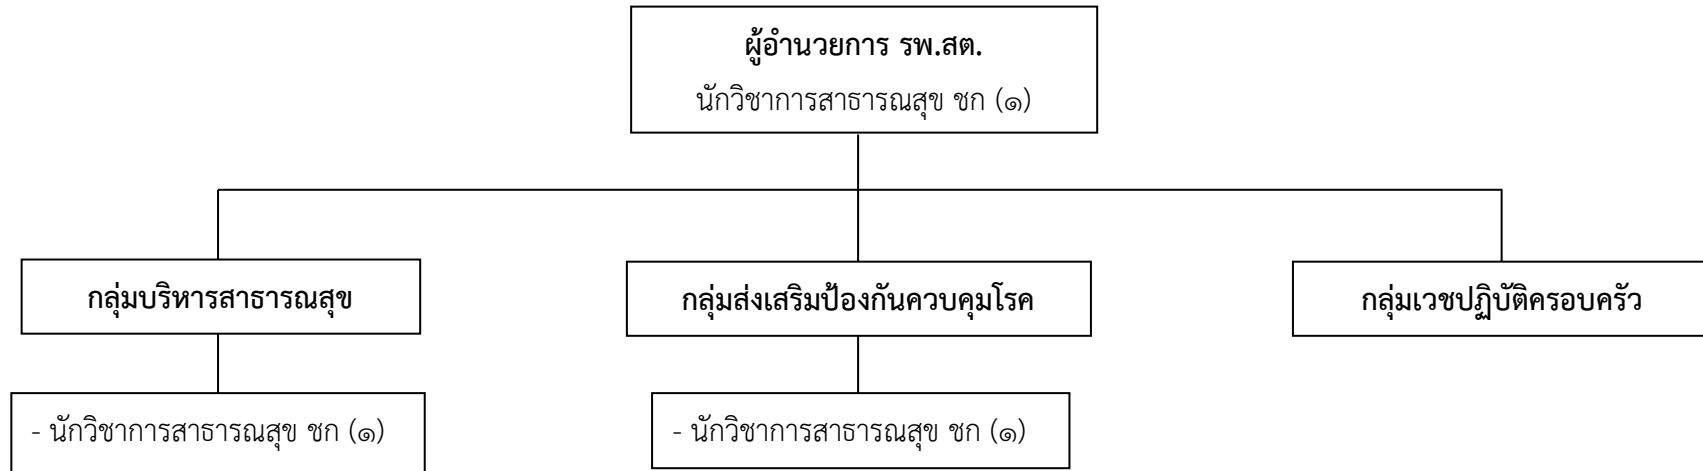 ผู้อำนวยการ รพ.สต.
นักวิชาการสาธารณสุข ชก (๑)
กลุ่มบริหารสาธารณสุข
กลุ่มส่งเสริมป้องกันควบคุมโรค
กลุ่มเวชปฏิบัติครอบครัว
- นักวิชาการสาธารณสุข ชก (๑)
- นักวิชาการสาธารณสุข ชก (๑)